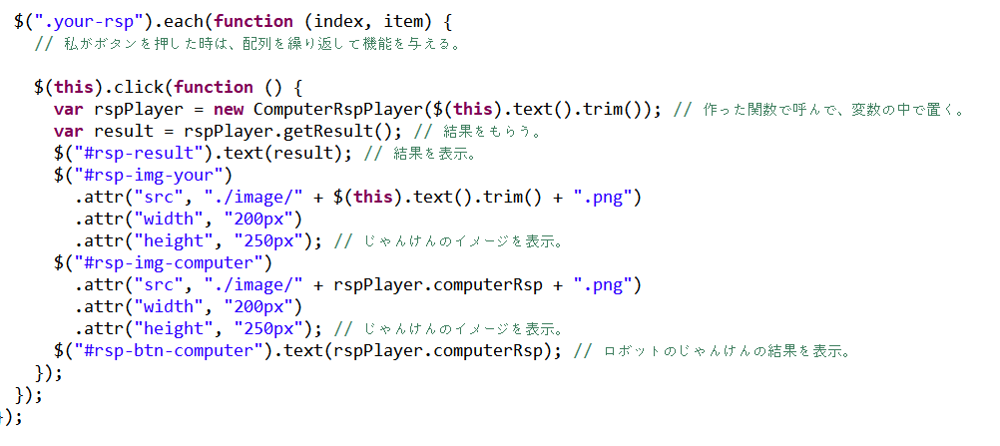 $(".your-rsp").each(function (index, item) {
// 私がボタンを押した時は、配列を繰り返して機能を与える。
$(this).click(function () {
var rspPlayer = new ComputerRspPlayer($(this).text().trim()); // 作った関数で呼んで、変数の中で置く。
var result = rspPlayer.getResult(); // 結果をもらう。
$("#rsp-result").text(result); // 結果を表示。
$("#rsp-img-your")
.attr("src", "./image/" + $(this).text().trim() + ".png")
.attr("width", "200px")
.attr("height", "250px"); // じゃんけんのイメージを表示。
$("#rsp-img-computer")
.attr("src", "./image/" + rspPlayer.computerRsp + ".png")
.attr("width", "200px")
.attr("height", "250px"); // じゃんけんのイメージを表示。
$("#rsp-btn-computer").text(rspPlayer.computerRsp); // ロボットのじゃんけんの結果を表示。
});
});
});